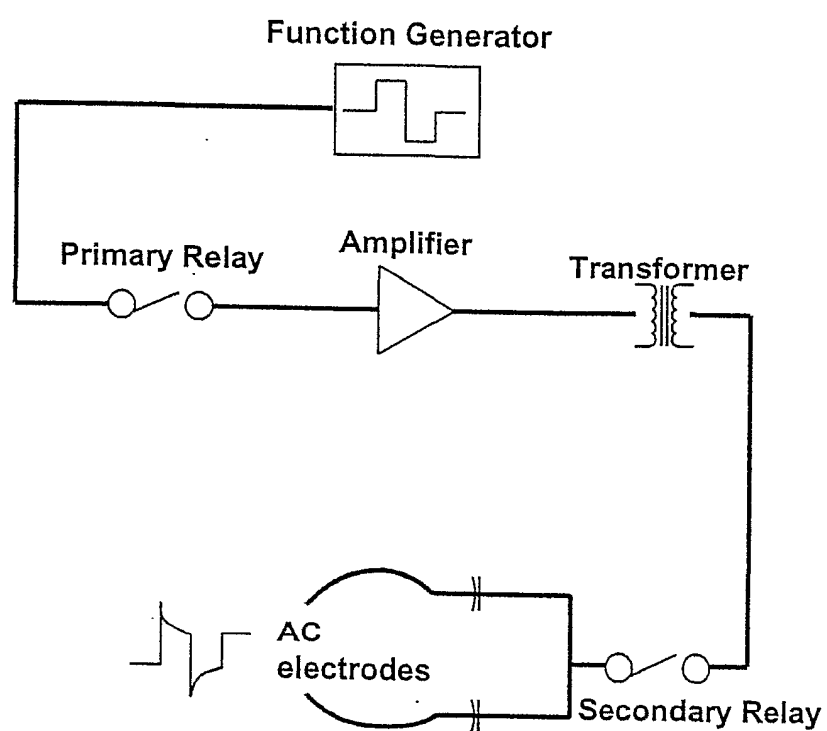 Function Generator
Primary Relay
Amplifier
Transformer
AC
electrodes
Secondary Relay